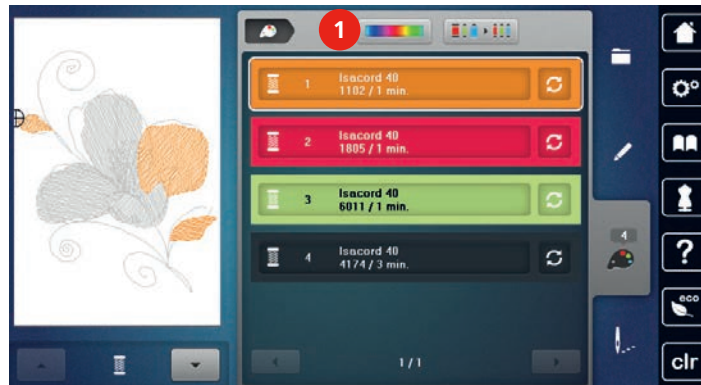 1
1 Isacord 40
1102 / 1 min.
2 Isacord 40
1805 / 1 min.
3 Isacord 40
6011 / 1 min.
4 Isacord 40
4174 / 3 min.
1/1
4
?
eco
clr